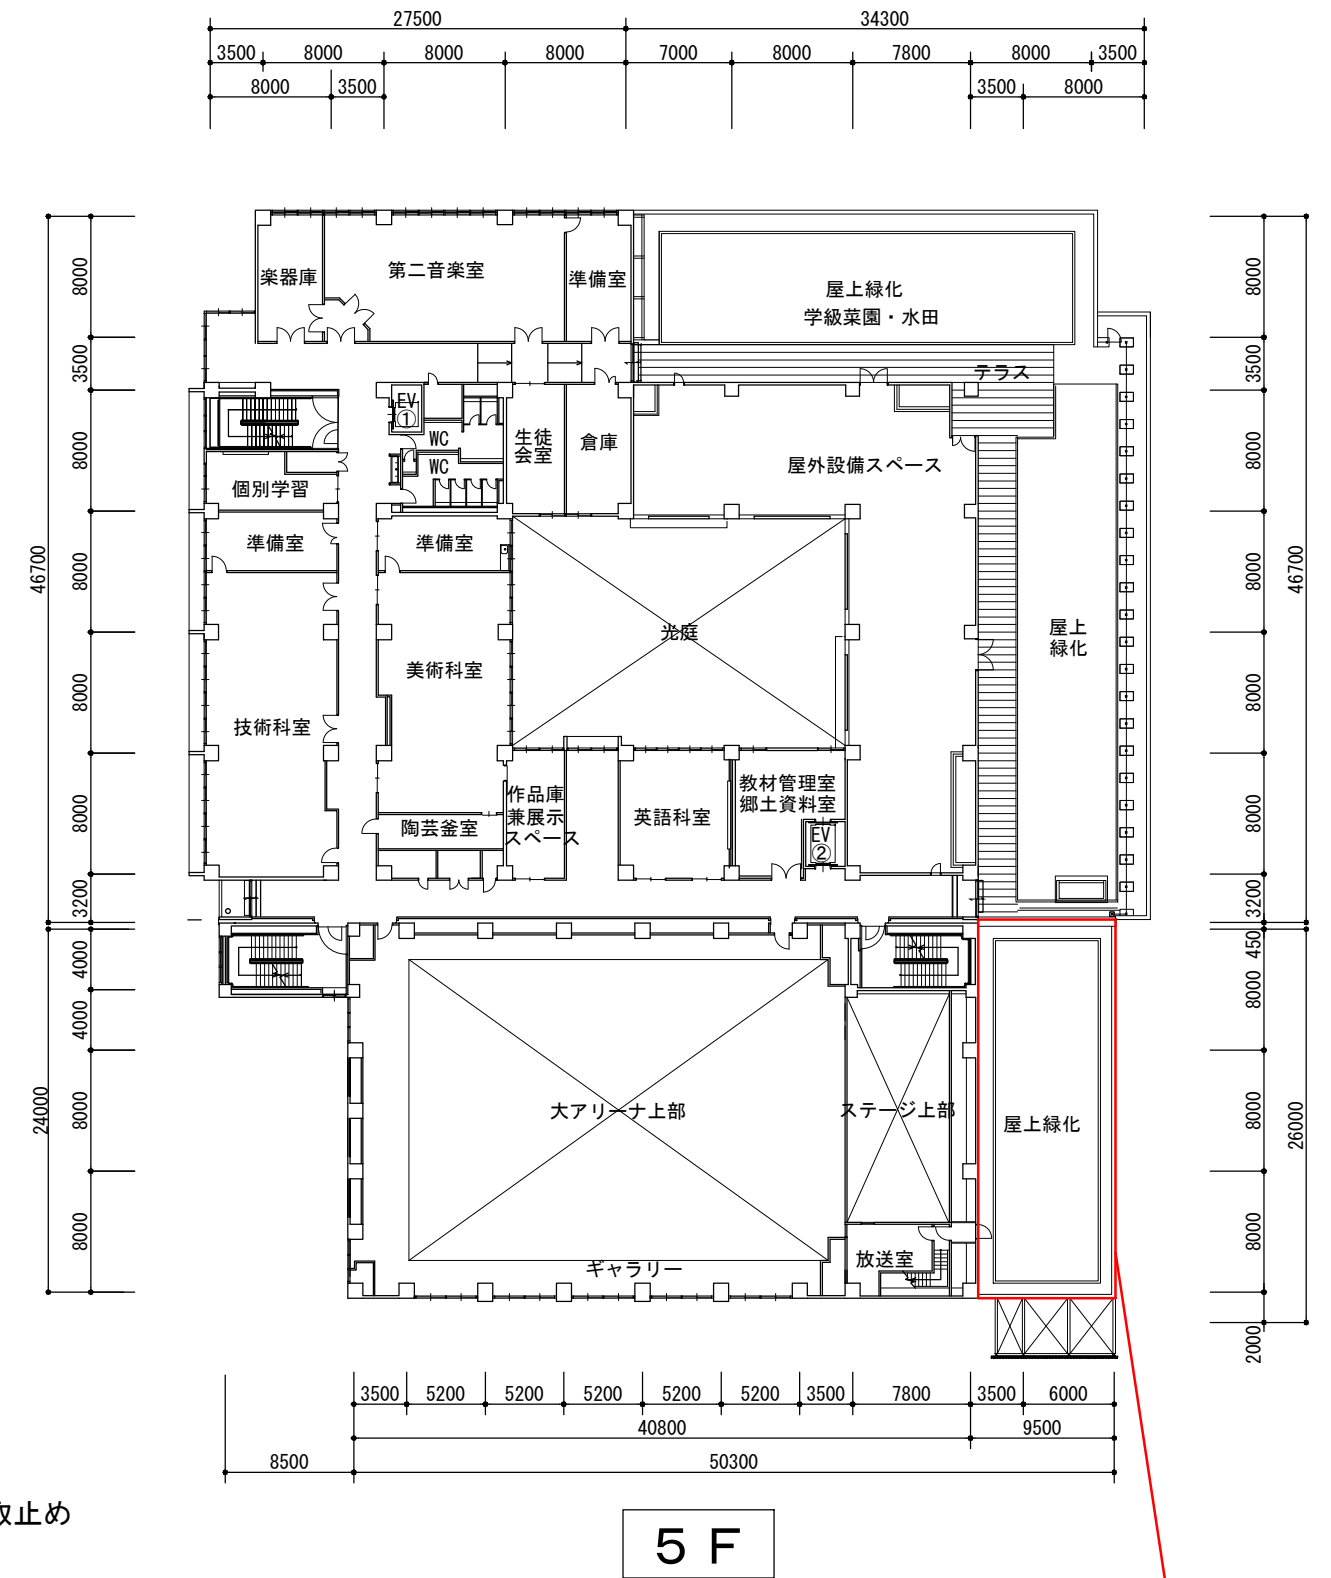 27500 34300
3500 8000 8000 8000 7000 8000 7800 8000 3500
8000 3500 3500 8000
楽器庫
第二音楽室
準備室
屋上緑化
学級菜園・水田
テラス
EV
①
WC
WC
生徒
会室
倉庫
屋外設備スペース
個別学習
準備室
準備室
光庭
屋上
緑化
美術科室
技術科室
作品庫
兼展示
スペース
英語科室
教材管理室
郷土資料室
EV
②
陶芸釜室
大アリーナ上部
ステージ上部
屋上緑化
放送室
ギャラリー
46700
8000
3500
8000
8000
8000
8000
3200
24000
4000
4000
8000
8000
8000
3500
8000
8000
8000
8000
3200
46700
450
8000
8000
8000
2000
26000
3500 5200 5200 5200 5200 5200 3500 7800 3500 6000
40800 9500
8500 50300
止め
5F